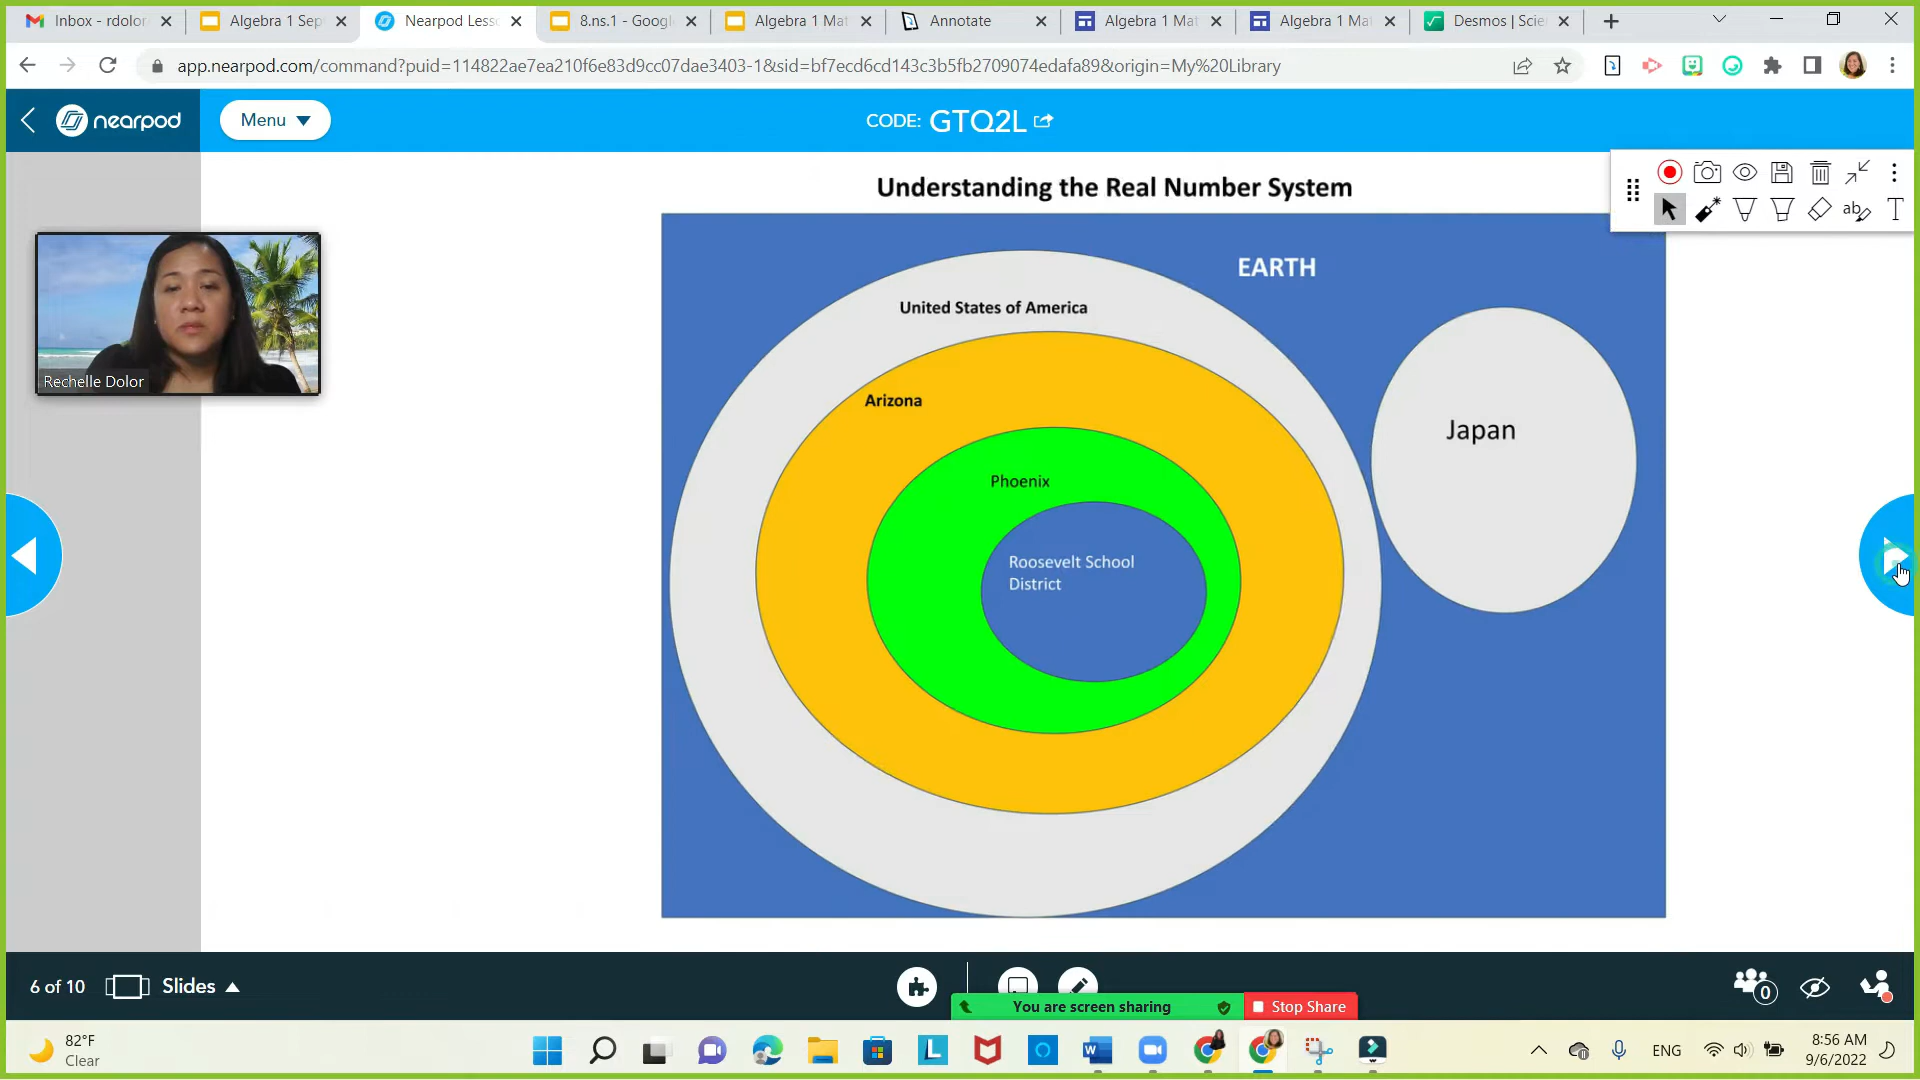 Inbox - rdolor
Algebra 1 Sep
Nearpod Less
8.ns.1 - Googl
Algebra 1 Mat
Annotate
Algebra 1 Mat
Algebra 1 Mat
Desmos | Scie
app.nearpod.com/command?puid=114822ae7ea210f6e83d9cc07dae3403-1&sid=bf7ecd6cd143c3b5fb2709074edafa89&origin=My%20Library
nearpod
Menu
CODE: GTQ2L
Understanding the Real Number System
EARTH
United States of America
Arizona
Japan
Phoenix
Roosevelt School
District
Rechelle Dolor
6 of 10
Slides
0
You are screen sharing
Stop Share
82°F
Clear
ENG
8:56 AM
9/6/2022